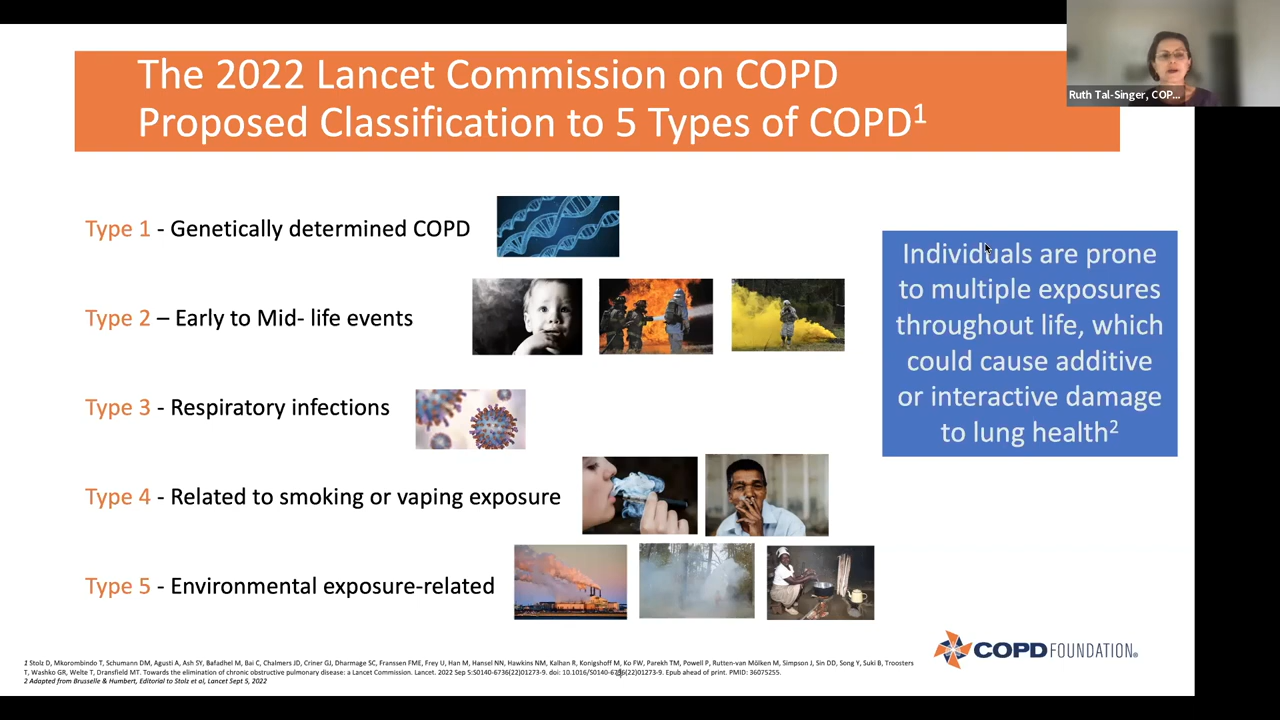 The 2022 Lancet Commission on COPD
Proposed Classification to 5 Types of COPD¹
Ruth Tal-Singer, COP...
Type 1 - Genetically determined COPD
Type 2 – Early to Mid- life events
Type 3 - Respiratory infections
Type 4 - Related to smoking or vaping exposure
Type 5 - Environmental exposure-related
Individuals are prone
to multiple exposures
throughout life, which
could cause additive
or interactive damage
to lung health²
COPDFOUNDATION®
1 Stolz D, Mkorombindo T, Schumann DM, Agusti A, Ash SY, Bafadhel M, Bai C, Chalmers JD, Criner GJ, Dharmage SC, Franssen FME, Frey U, Han M, Hansel NN, Hawkins NM, Kalhan R, Konigshoff M, Ko FW, Parekh TM, Powell P, Rutten-van Mölken M, Simpson J, Sin DD, Song Y, Suki B, Troosters
T, Washko GR, Welte T, Dransfield MT. Towards the elimination of chronic obstructive pulmonary disease: a Lancet Commission. Lancet. 2022 Sep 5:S0140-6736(22)01273-9. doi: 10.1016/S0140-6736(22)01273-9. Epub ahead of print. PMID: 36075255.
2 Adapted from Brusselle & Humbert, Editorial to Stolz et al, Lancet Sept 5, 2022